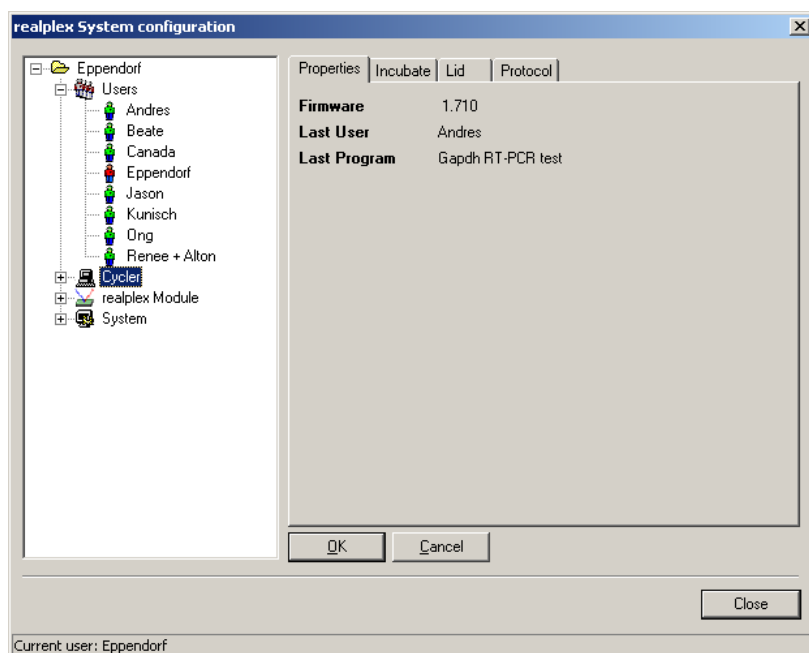 realplex System configuration
Eppendorf
Users
Andres
Beate
Canada
Eppendorf
Jason
Kunisch
Ong
Renee + Alton
Cycler
realplex Module
System
Properties Incubate Lid Protocol
Firmware 1.710
Last User Andres
Last Program Gapdh RT-PCR test
OK Cancel
Close
Current user: Eppendorf